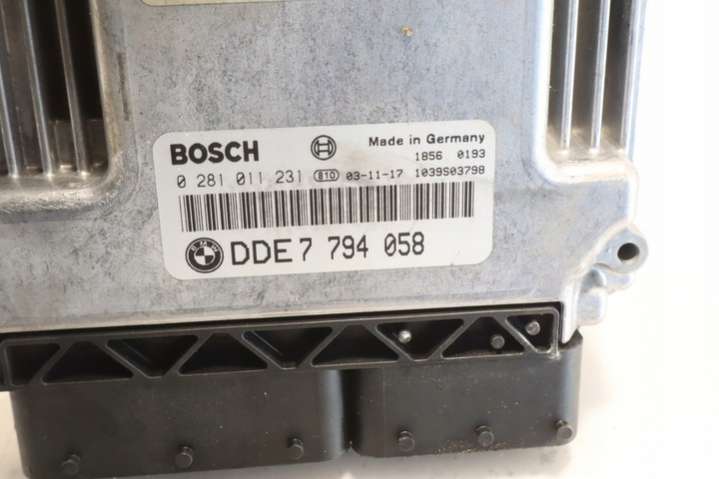 BOSCH Made in Germany
1856 0193
0 281 011 231 810 03-11-17 1039S03798
BMW DDE 7 794 058